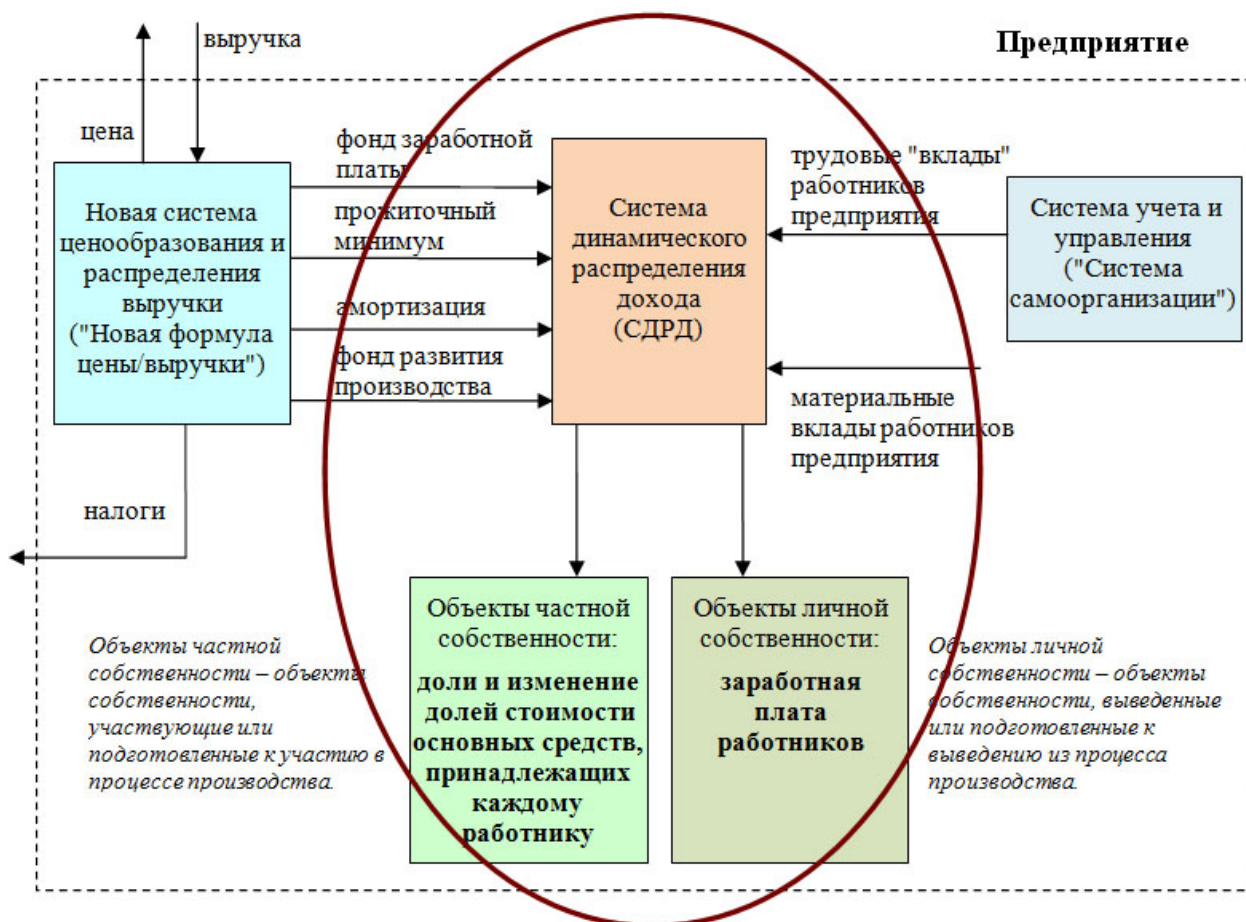 выручка
Предприятие
цена
Новая система
ценообразования и
распределения
выручки
("Новая формула
цены/выручки")
фонд заработной
платы
прожиточный
минимум
амортизация
фонд развития
производства
Система
динамического
распределения
дохода
(СДРД)
трудовые "вклады"
работников
предприятия
Система учета и
управления
("Система
самоорганизации")
материальные
вклады работников
предприятия
налоги
Объекты частной
собственности – объекты
собственности,
участвующие или
подготовленные к участию в
процессе производства.
Объекты частной
собственности:
доли и изменение
долей стоимости
основных средств,
принадлежащих
каждому
работнику
Объекты личной
собственности:
заработная
плата
работников
Объекты личной
собственности – объекты
собственности, выведенные
или подготовленные к
выведению из процесса
производства.